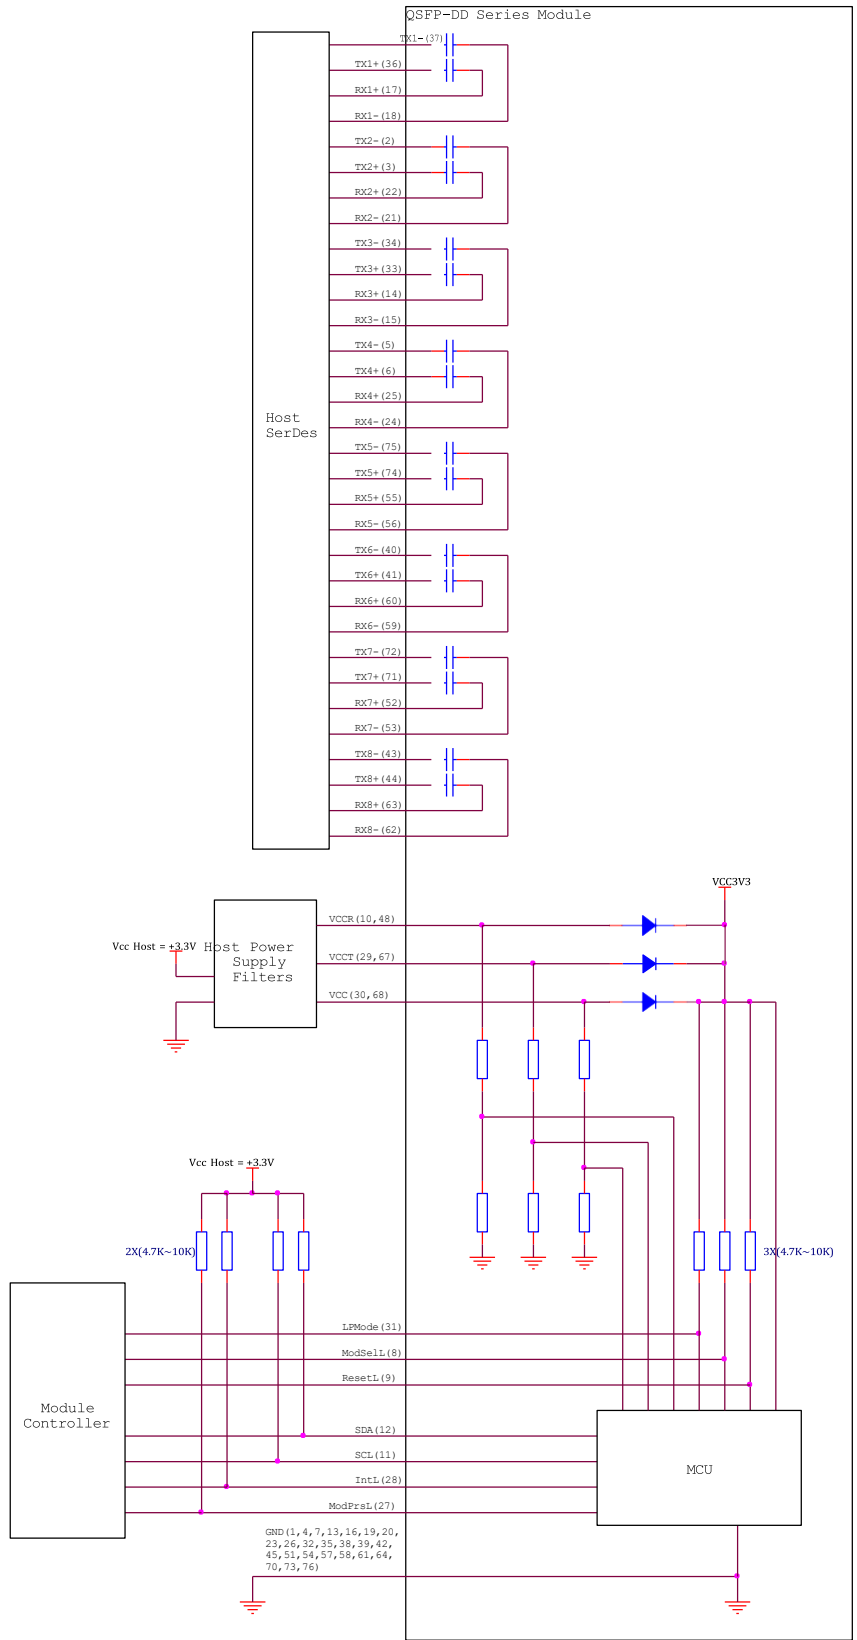 QSFP-DD Series Module
TX1-(37)
TX1+(36)
RX1+(17)
RX1-(18)
TX2-(2)
TX2+(3)
RX2+(22)
RX2-(21)
TX3-(34)
TX3+(33)
RX3+(14)
RX3-(15)
TX4-(5)
TX4+(6)
RX4+(25)
RX4-(24)
Host
SerDes
TX5-(75)
TX5+(74)
RX5+(55)
RX5-(56)
TX6-(40)
TX6+(41)
RX6+(60)
RX6-(59)
TX7-(72)
TX7+(71)
RX7+(52)
RX7-(53)
TX8-(43)
TX8+(44)
RX8+(63)
RX8-(62)
VCC3V3
VCCR(10,48)
Vcc Host = +3.3V
Host Power
Supply
Filters
VCCT(29,67)
VCC(30,68)
Vcc Host = +3.3V
2X(4.7K~10K)
3X(4.7K~10K)
LPMode(31)
ModSelL(8)
ResetL(9)
Module
Controller
SDA(12)
SCL(11)
IntL(28)
ModPrsL(27)
MCU
GND(1,4,7,13,16,19,20,
23,26,32,35,38,39,42,
45,51,54,57,58,61,64,
70,73,76)